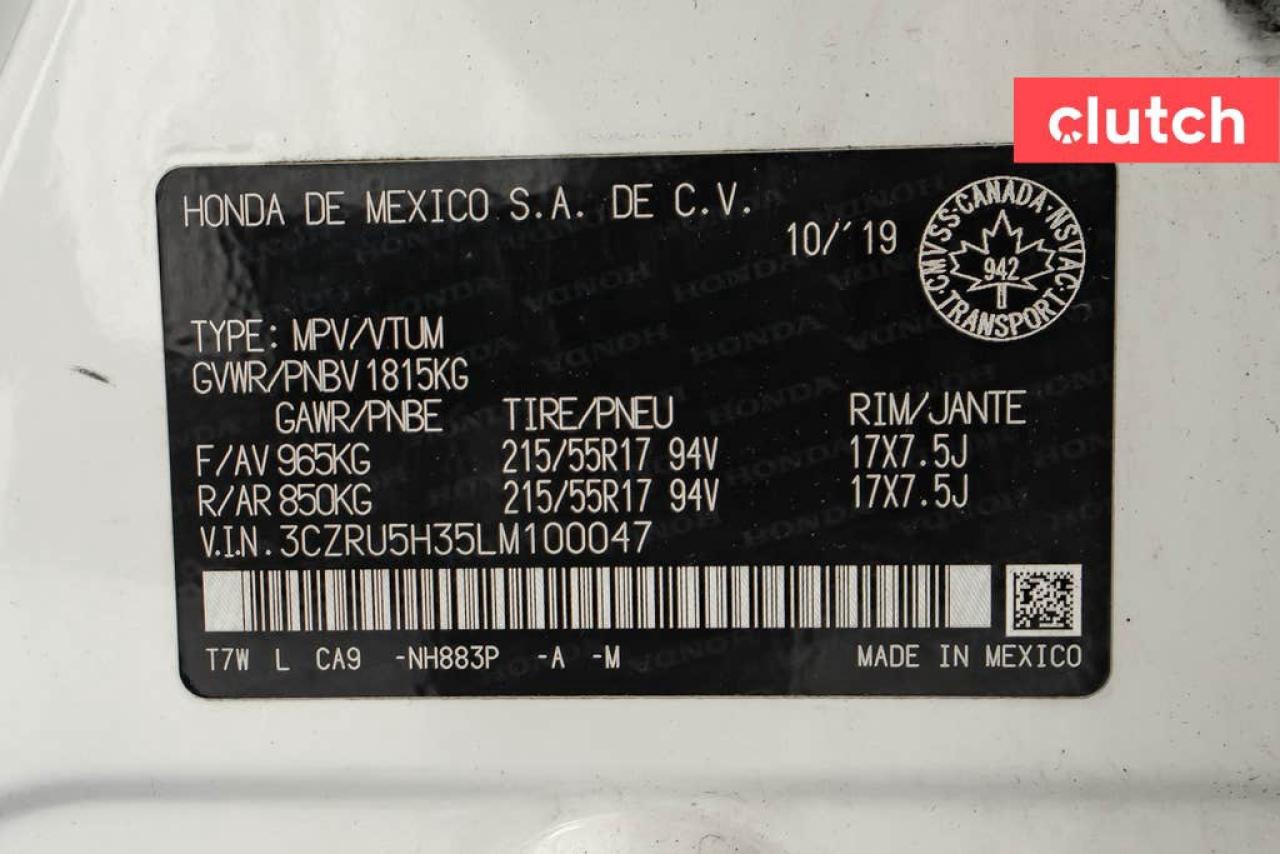 clutch
HONDA DE MEXICO S.A. DE C.V.
10/'19
CMVSS·CANADA·NSVAC·TRANSPORT·
942
TYPE: MPV/VTUM
GVWR/PNBV 1815KG
GAWR/PNBE TIRE/PNEU RIM/JANTE
F/AV 965KG 215/55R17 94V 17X7.5J
R/AR 850KG 215/55R17 94V 17X7.5J
V.I.N. 3CZRU5H35LM100047
T7W L CA9 -NH883P -A -M MADE IN MEXICO